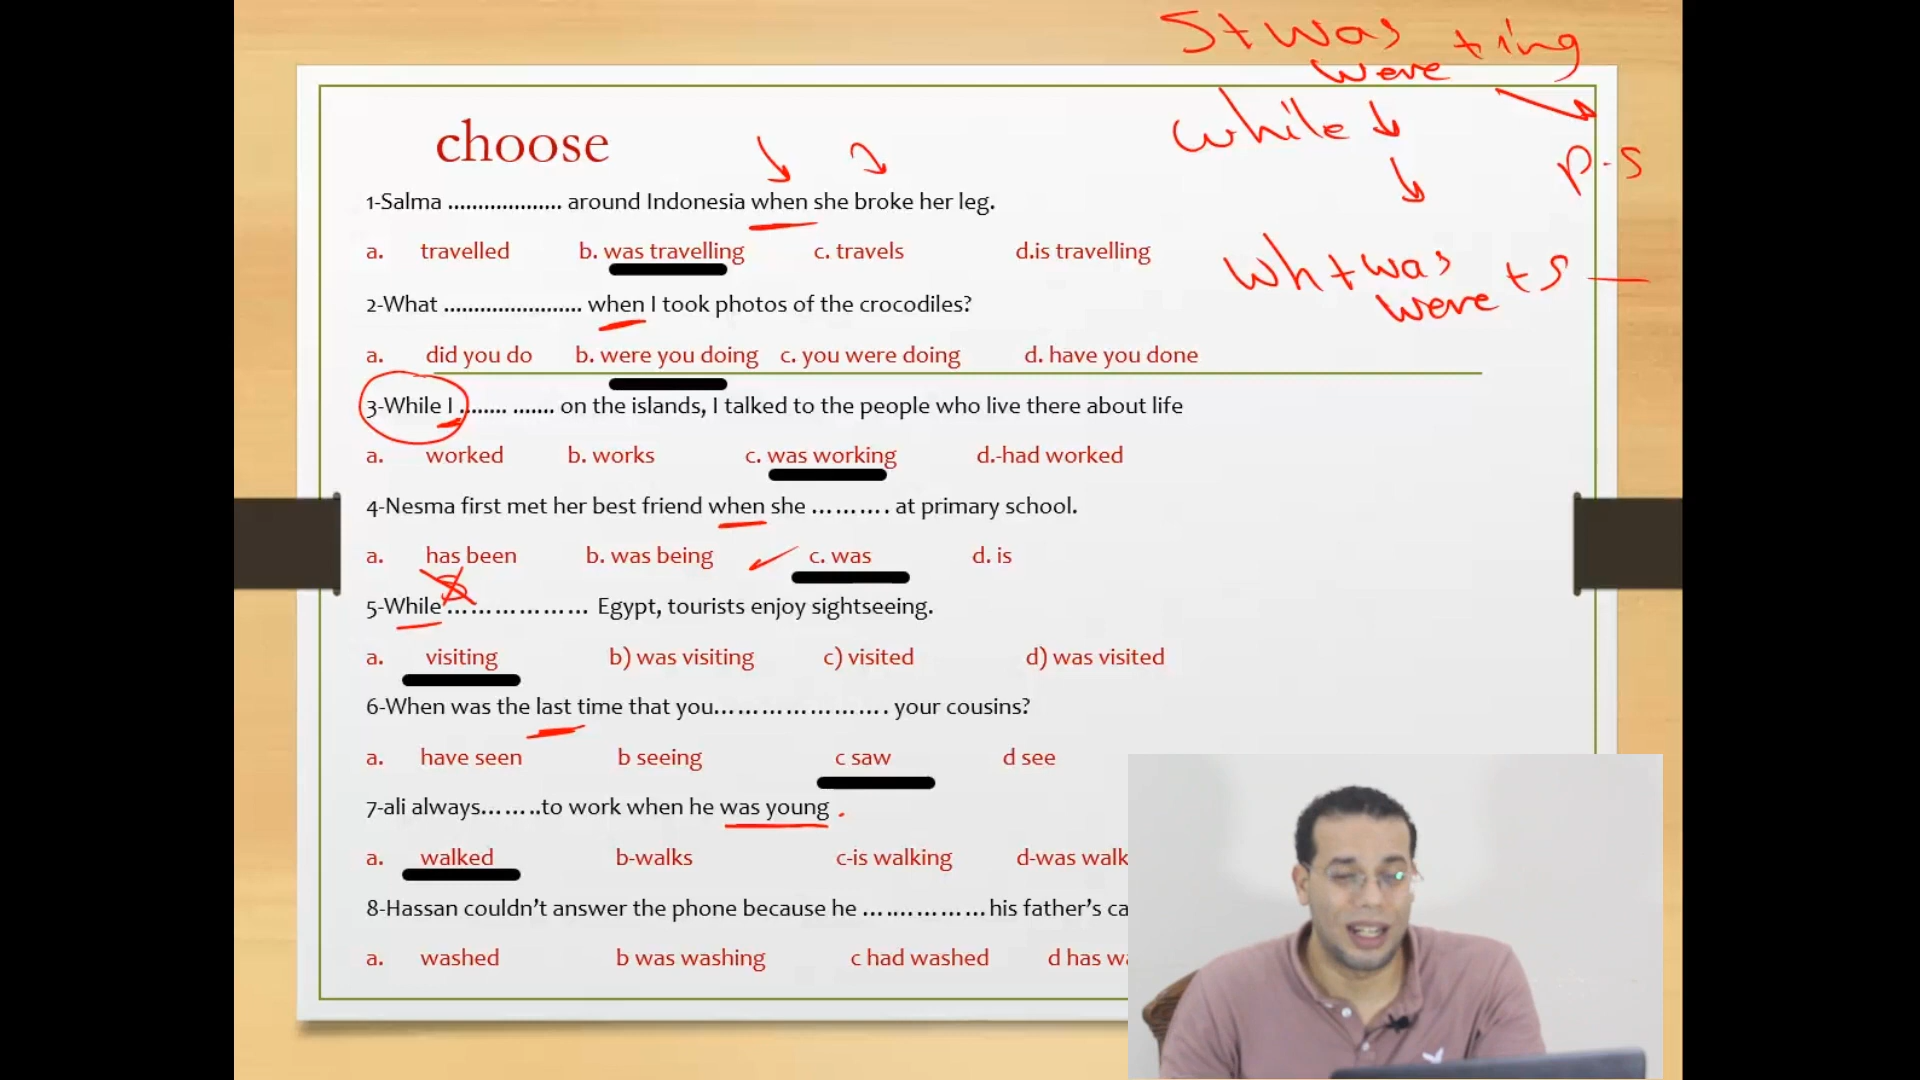 S + was + ing
were
while
p.s
choose
1-Salma ................... around Indonesia when she broke her leg.
a. travelled b. was travelling c. travels d.is travelling
wh + was + S
were
2-What ....................... when I took photos of the crocodiles?
a. did you do b. were you doing c. you were doing d. have you done
3-While I ........ ....... on the islands, I talked to the people who live there about life
a. worked b. works c. was working d.-had worked
4-Nesma first met her best friend when she ………. at primary school.
a. has been b. was being c. was d. is
5-While ……………… Egypt, tourists enjoy sightseeing.
a. visiting b) was visiting c) visited d) was visited
6-When was the last time that you…………………. your cousins?
a. have seen b seeing c saw d see
7-ali always……..to work when he was young .
a. walked b-walks c-is walking d-was walk
8-Hassan couldn’t answer the phone because he ….………… his father’s ca
a. washed b was washing c had washed d has wa